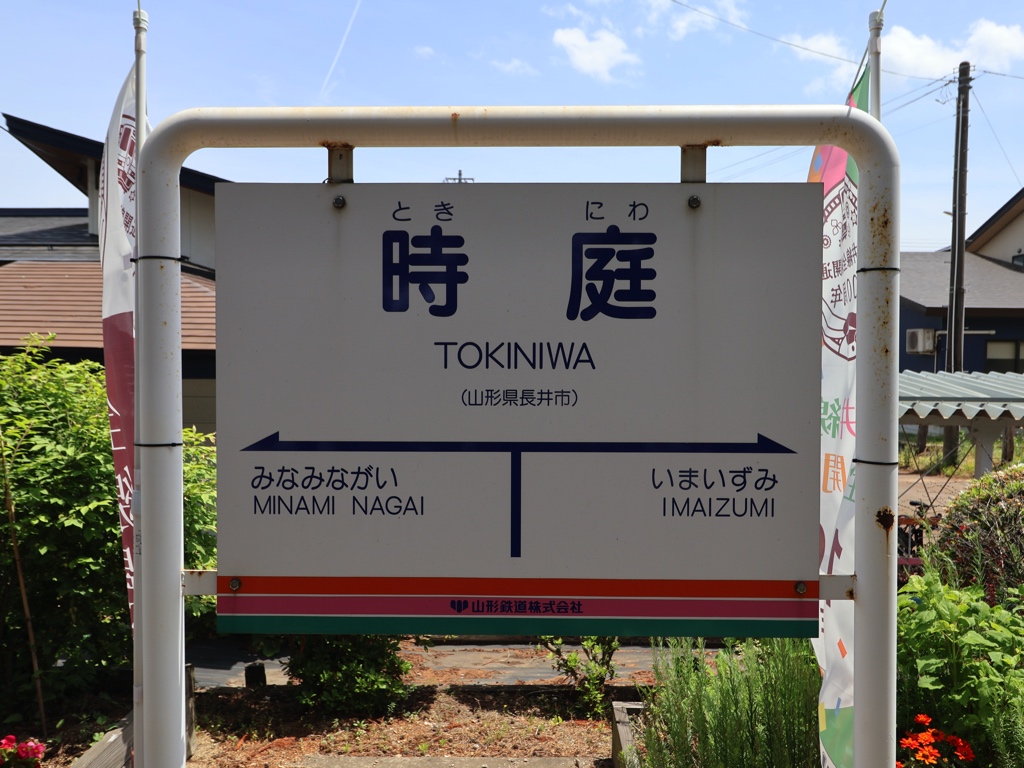 とき にわ
時庭
TOKINIWA
(山形県長井市)
みなみながい いまいずみ
MINAMI NAGAI IMAIZUMI
山形鉄道株式会社